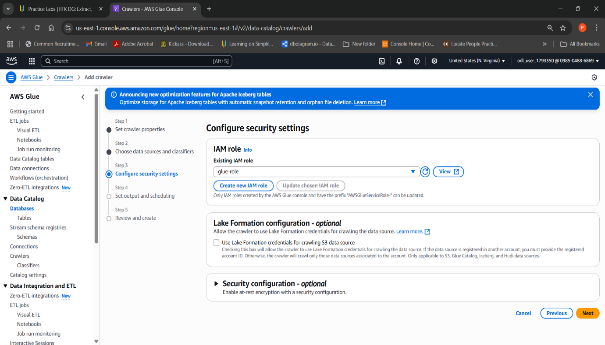 Practice Labs | HTK DG: Extract,
Crawlers - AWS Glue Console
us-east-1.console.aws.amazon.com/glue/home?region=us-east-1#/v2/data-catalog/crawlers/add
Common Recruitme...
Gmail
Adobe Acrobat
Kickass - Download...
Learning on Simpli...
New folder
Console Home | Co...
Locate People Practi...
All Bookmarks
aws
Search
[Alt+S]
United States (N. Virginia)
AWS Glue
Crawlers
Add crawler
AWS Glue
Getting started
ETL jobs
Visual ETL
Notebooks
Job run monitoring
Data Catalog tables
Data connections
Workflows (orchestration)
Zero-ETL integrations New
Data Catalog
Databases
Tables
Stream schema registries
Schemas
Connections
Crawlers
Classifiers
Catalog settings
Data Integration and ETL
Zero-ETL integrations New
ETL jobs
Visual ETL
Notebooks
Job run monitoring
Interactive Sessions
Announcing new optimization features for Apache Iceberg tables
Optimize storage for Apache Iceberg tables with automatic snapshot retention and orphan file deletion. Learn more
Step 1
Set crawler properties
Step 2
Choose data sources and classifiers
Step 3
Configure security settings
Step 4
Set output and scheduling
Step 5
Review and create
Configure security settings
IAM role Info
Existing IAM role
glue-role
View
Create new IAM role
Update chosen IAM role
Only IAM roles created by the AWS Glue console and have the prefix "AWSGlueServiceRole-" can be updated.
Lake Formation configuration - optional
Allow the crawler to use Lake Formation credentials for crawling the data source. Learn more.
Use Lake Formation credentials for crawling S3 data source
Checking this box will allow the crawler to use Lake Formation credentials for crawling the data source. If the data source is registered in another account, you must provide the registered
account ID. Otherwise, the crawler will crawl only those data sources associated to the account. Only applicable to S3, Glue Catalog, Iceberg, and Hudi data sources.
Security configuration - optional
Enable at-rest encryption with a security configuration.
Cancel
Previous
Next